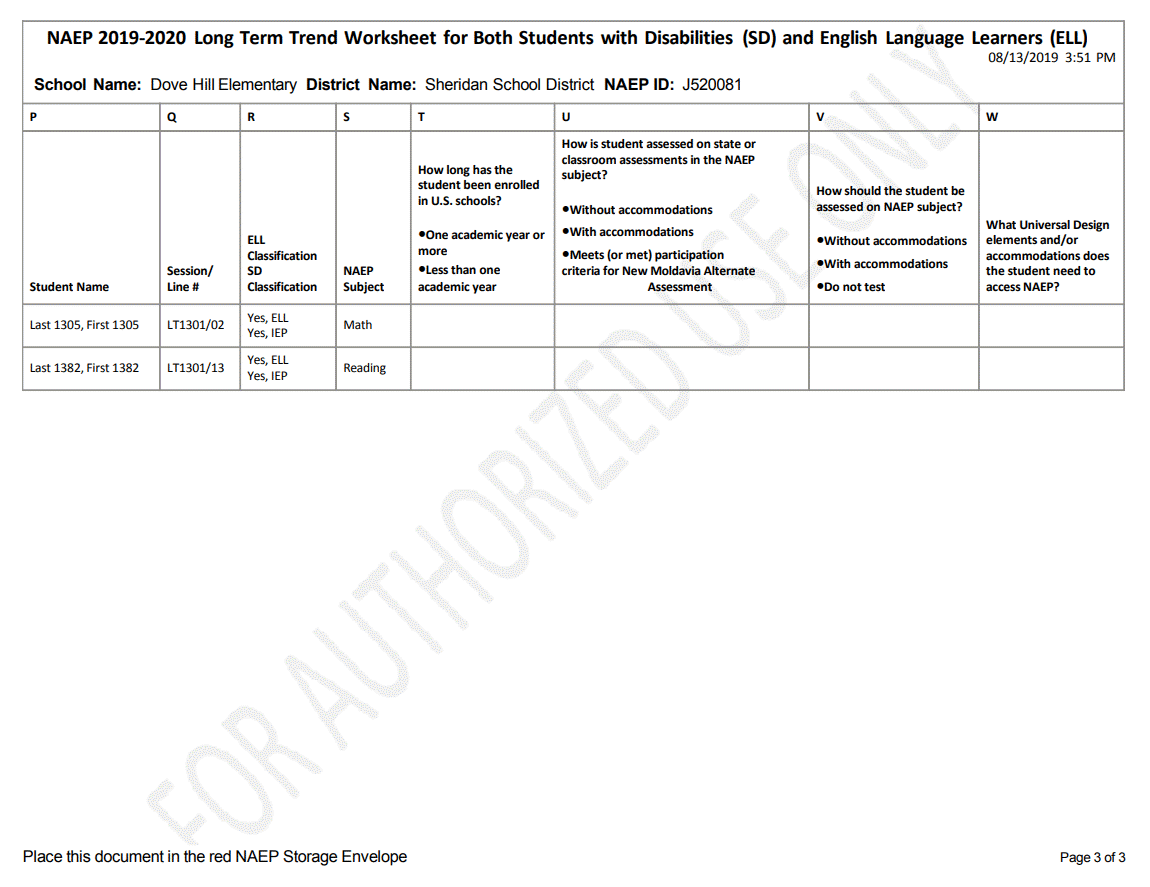 NAEP 2019-2020 Long Term Trend Worksheet for Both Students with Disabilities (SD) and English Language Learners (ELL)
08/13/2019 3:51 PM
School Name: Dove Hill Elementary District Name: Sheridan School District NAEP ID: J520081
P Q R S T U V W
Student Name
Session/
Line #
ELL
Classification
SD
Classification
NAEP
Subject
How long has the
student been enrolled
in U.S. schools?
•One academic year or
more
•Less than one
academic year
How is student assessed on state or
classroom assessments in the NAEP
subject?
•Without accommodations
•With accommodations
•Meets (or met) participation
criteria for New Moldavia Alternate
Assessment
How should the student be
assessed on NAEP subject?
•Without accommodations
•With accommodations
•Do not test
What Universal Design
elements and/or
accommodations does
the student need to
access NAEP?
Last 1305, First 1305 LT1301/02 Yes, ELL Math
Yes, IEP
Last 1382, First 1382 LT1301/13 Yes, ELL Reading
Yes, IEP
FOR AUTHORIZED USE ONLY
Place this document in the red NAEP Storage Envelope
Page 3 of 3